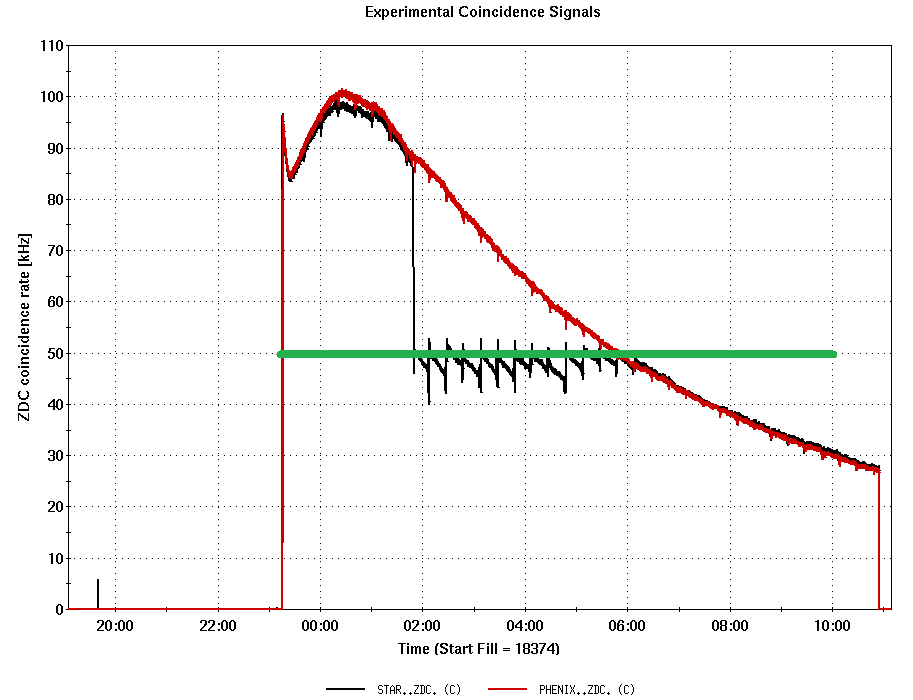 Experimental Coincidence Signals
110
100
90
80
70
60
50
40
30
20
10
0
ZDC coincidence rate [kHz]
20:00 22:00 00:00 02:00 04:00 06:00 08:00 10:00
Time (Start Fill = 18374)
STAR..ZDC. (C) PHENIX..ZDC. (C)